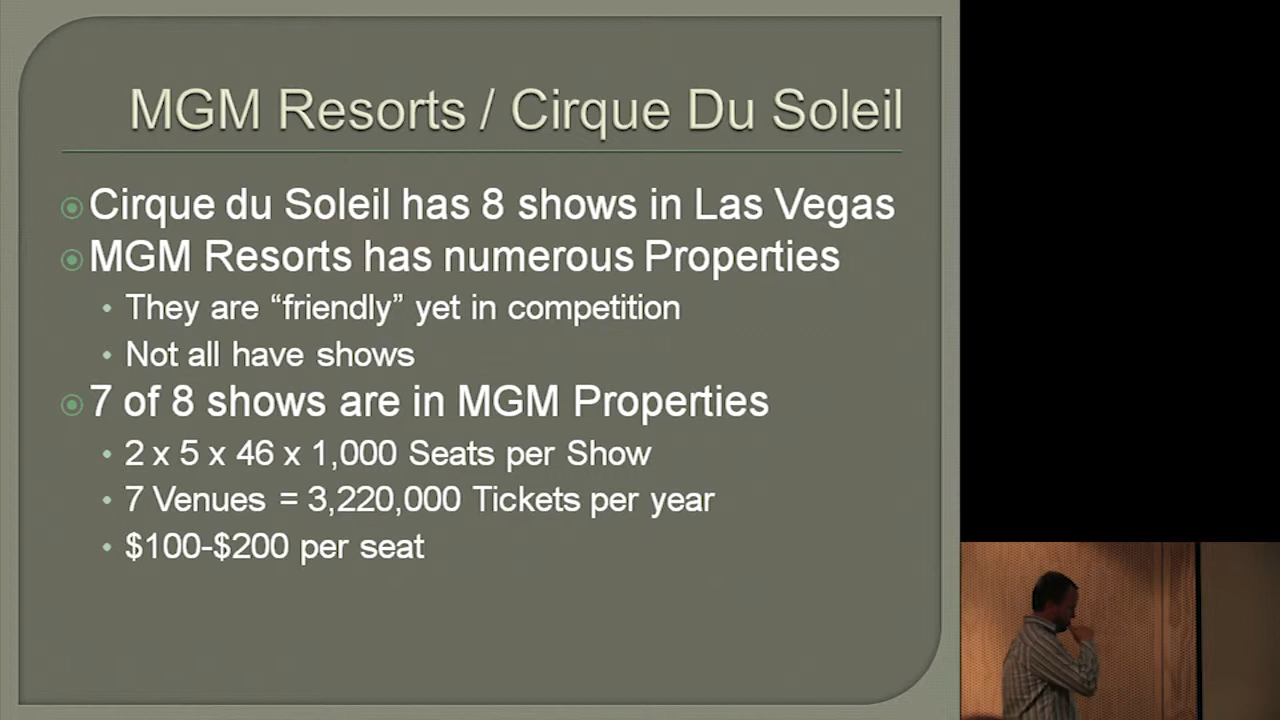 MGM Resorts / Cirque Du Soleil
Cirque du Soleil has 8 shows in Las Vegas
MGM Resorts has numerous Properties
They are “friendly” yet in competition
Not all have shows
7 of 8 shows are in MGM Properties
2 x 5 x 46 x 1,000 Seats per Show
7 Venues = 3,220,000 Tickets per year
$100-$200 per seat